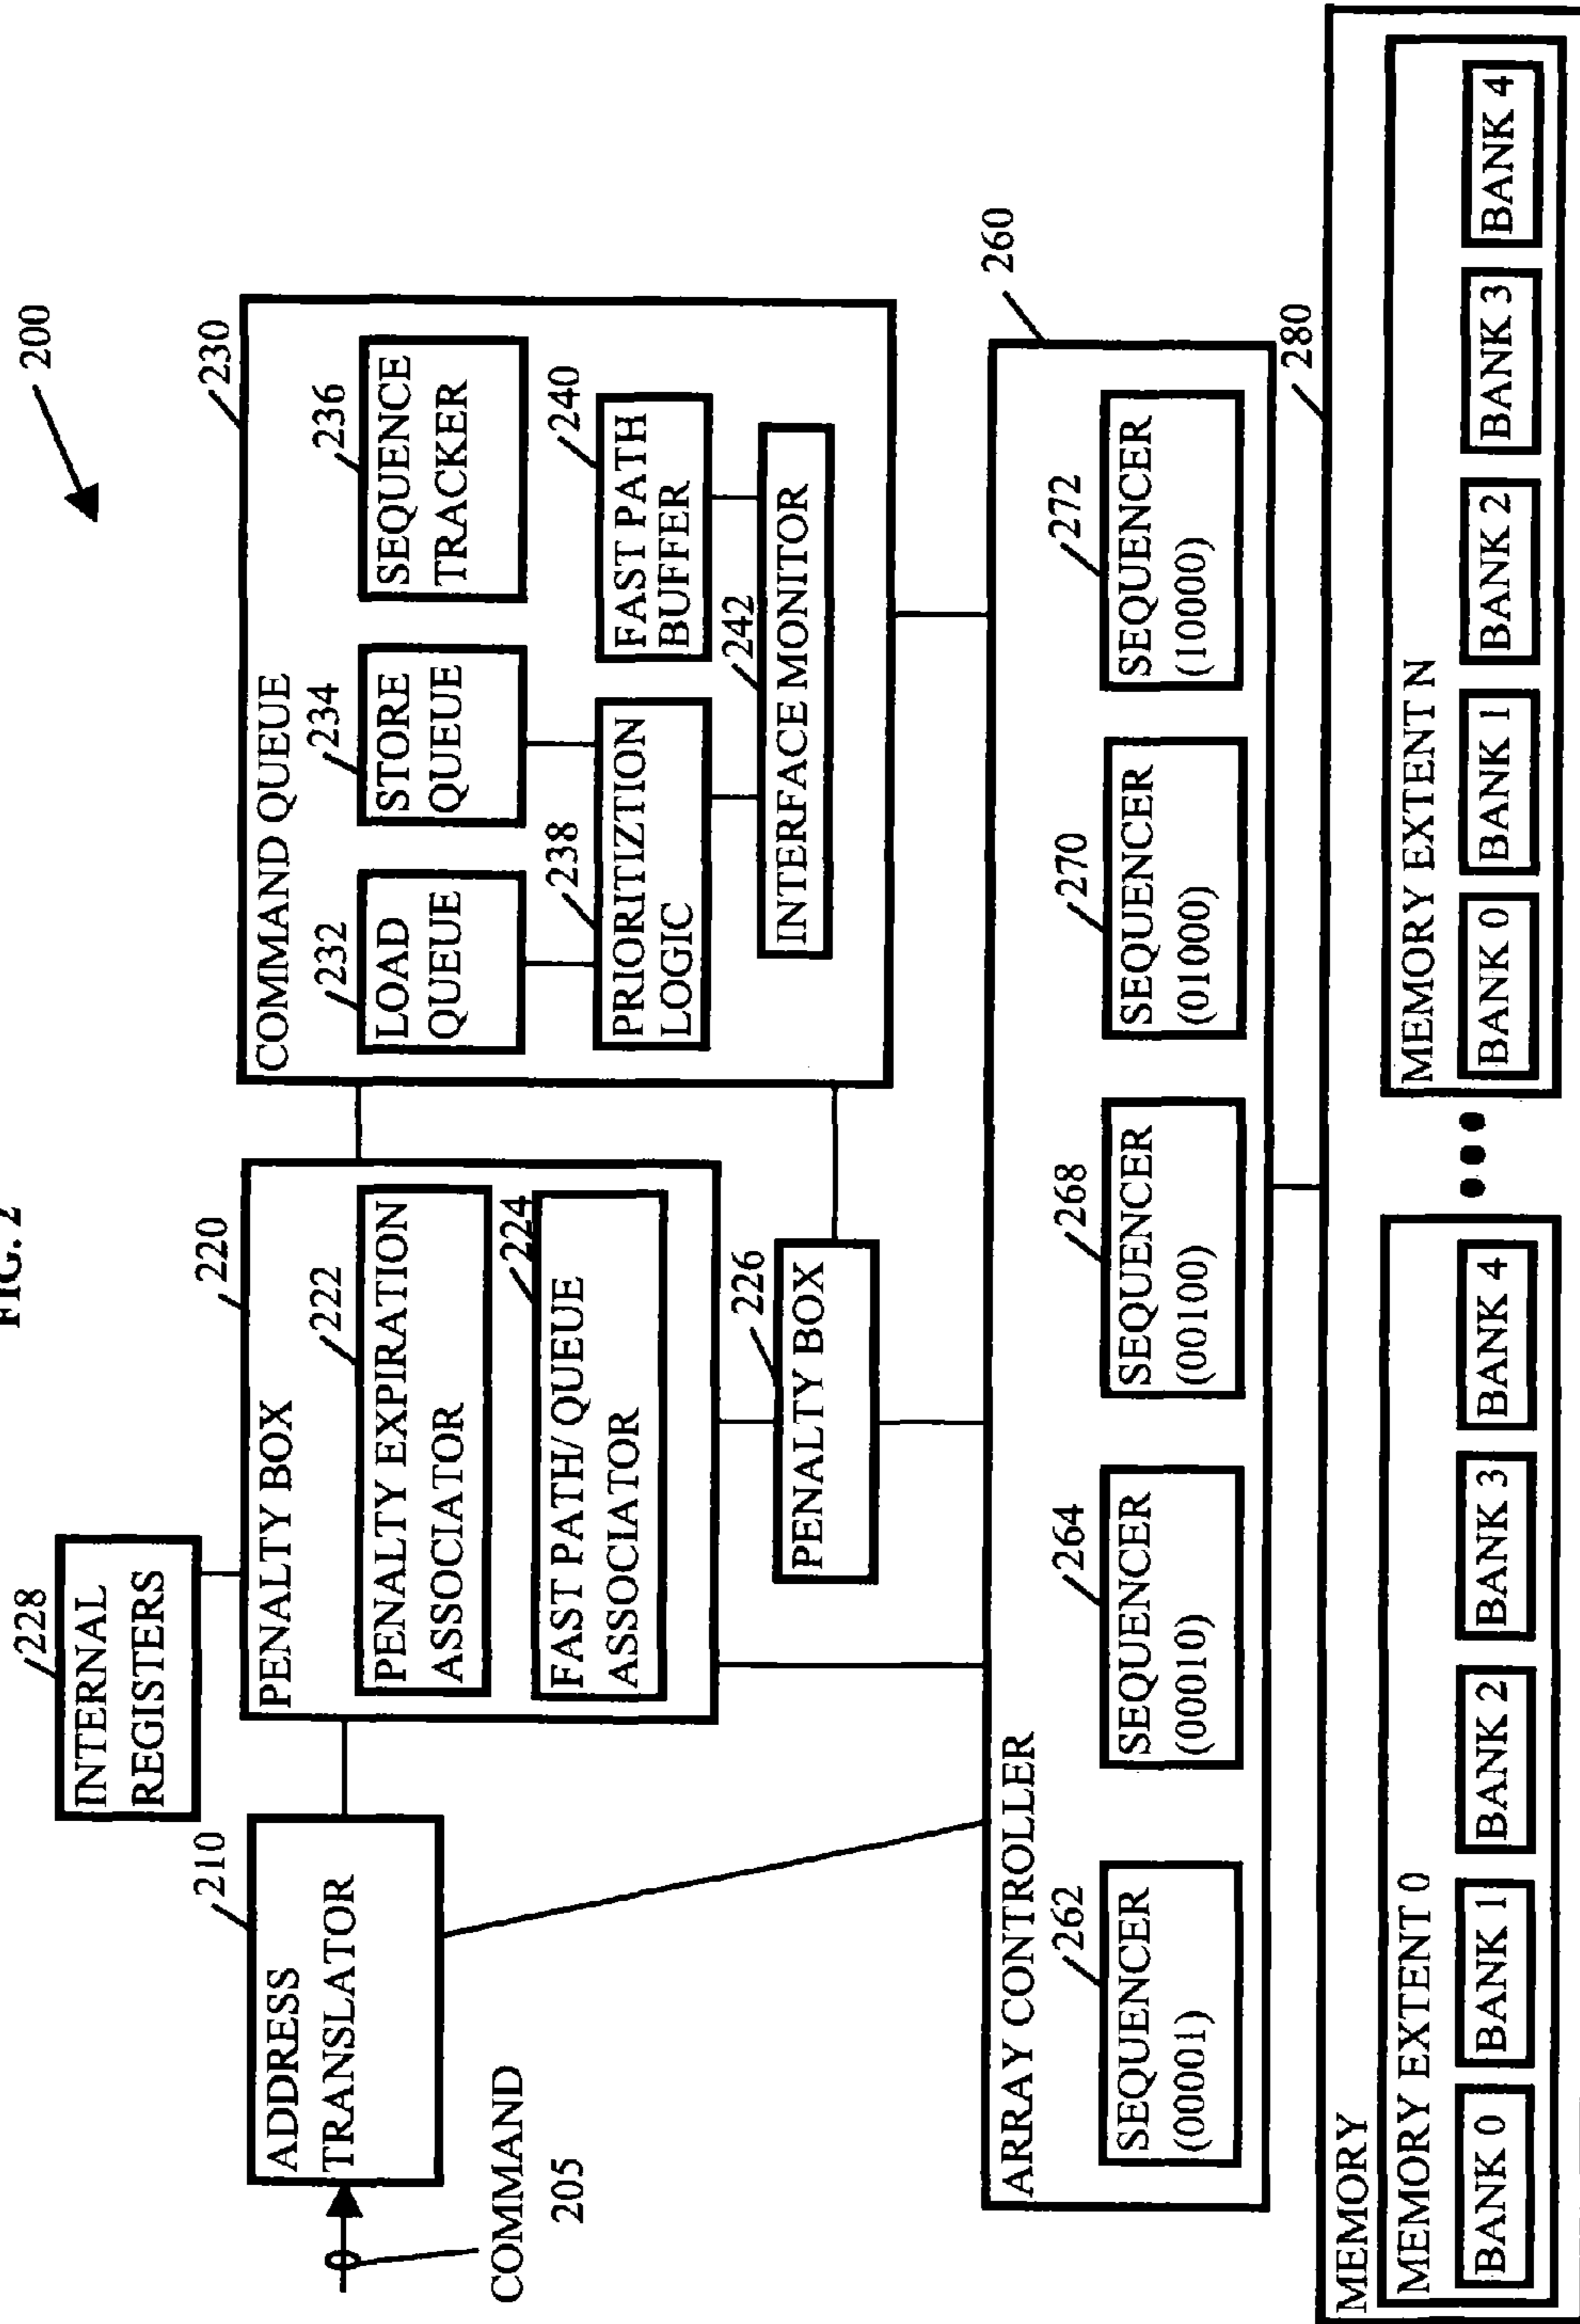 FIG. 2
200
228
INTERNAL
REGISTERS
210
ADDRESS
TRANSLATOR
COMMAND
205
220
PENALTY BOX
222
PENALTY EXPIRATION
ASSOCIATOR
224
FAST PATH/ QUEUE
ASSOCIATOR
226
PENALTY BOX
230
COMMAND QUEUE
232
LOAD
QUEUE
234
STORE
QUEUE
236
SEQUENCE
TRACKER
238
PRIORITIZTION
LOGIC
240
FAST PATH
BUFFER
242
INTERFACE MONITOR
260
ARRAY CONTROLLER
262
SEQUENCER
(00001)
264
SEQUENCER
(00010)
268
SEQUENCER
(00100)
270
SEQUENCER
(01000)
272
SEQUENCER
(10000)
280
MEMORY
MEMORY EXTENT 0
BANK 0
BANK 1
BANK 2
BANK 3
BANK 4
MEMORY EXTENT N
BANK 0
BANK 1
BANK 2
BANK 3
BANK 4